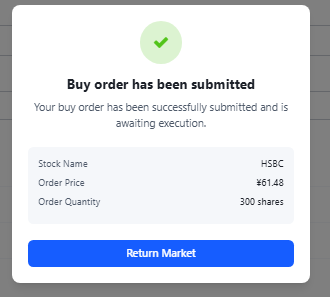 Buy order has been submitted
Your buy order has been successfully submitted and is
awaiting execution.
Stock Name HSBC
Order Price ¥61.48
Order Quantity 300 shares
Return Market